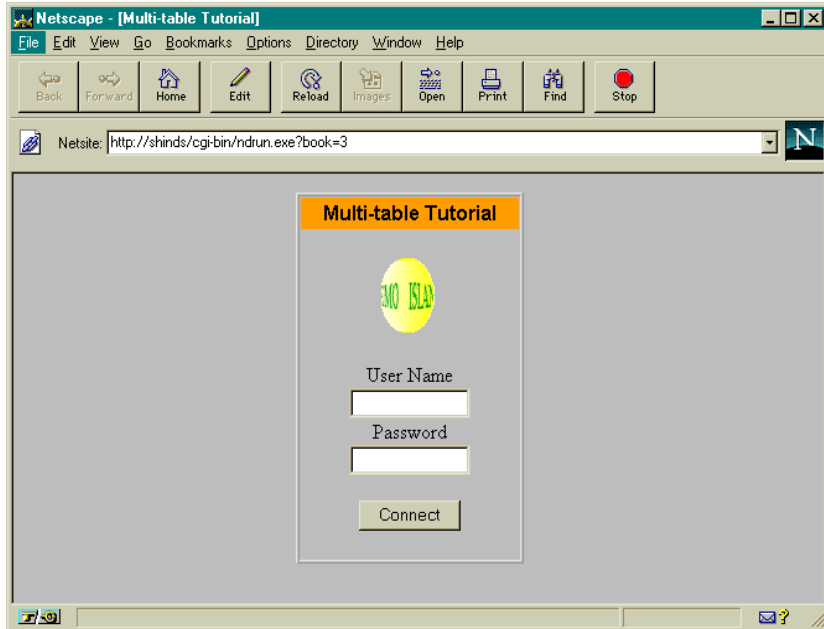 Netscape - [Multi-table Tutorial]
File Edit View Go Bookmarks Options Directory Window Help
Back Forward Home Edit Reload Images Open Print Find Stop
Netsite: http://shinds/cgi-bin/ndrun.exe?book=3
N
Multi-table Tutorial
EMO ISLAN
User Name
Password
Connect